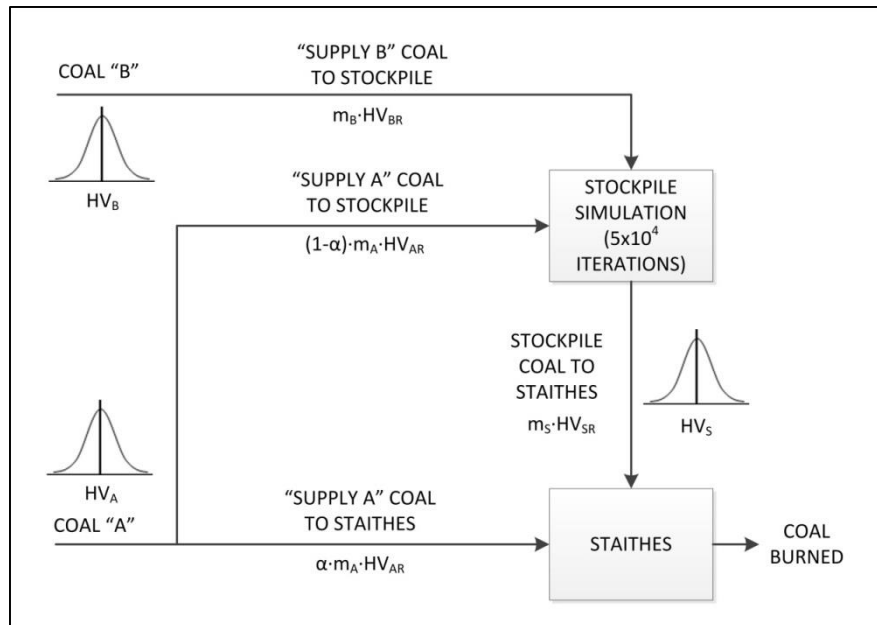 “SUPPLY B” COAL
TO STOCKPILE
COAL “B”
m_B·HV_BR
HV_B
“SUPPLY A” COAL
TO STOCKPILE
(1-α)·m_A·HV_AR
STOCKPILE
SIMULATION
(5x10^4
ITERATIONS)
STOCKPILE
COAL TO
STAITHES
m_S·HV_SR
HV_S
HV_A
COAL “A”
“SUPPLY A” COAL
TO STAITHES
α·m_A·HV_AR
STAITHES
COAL
BURNED